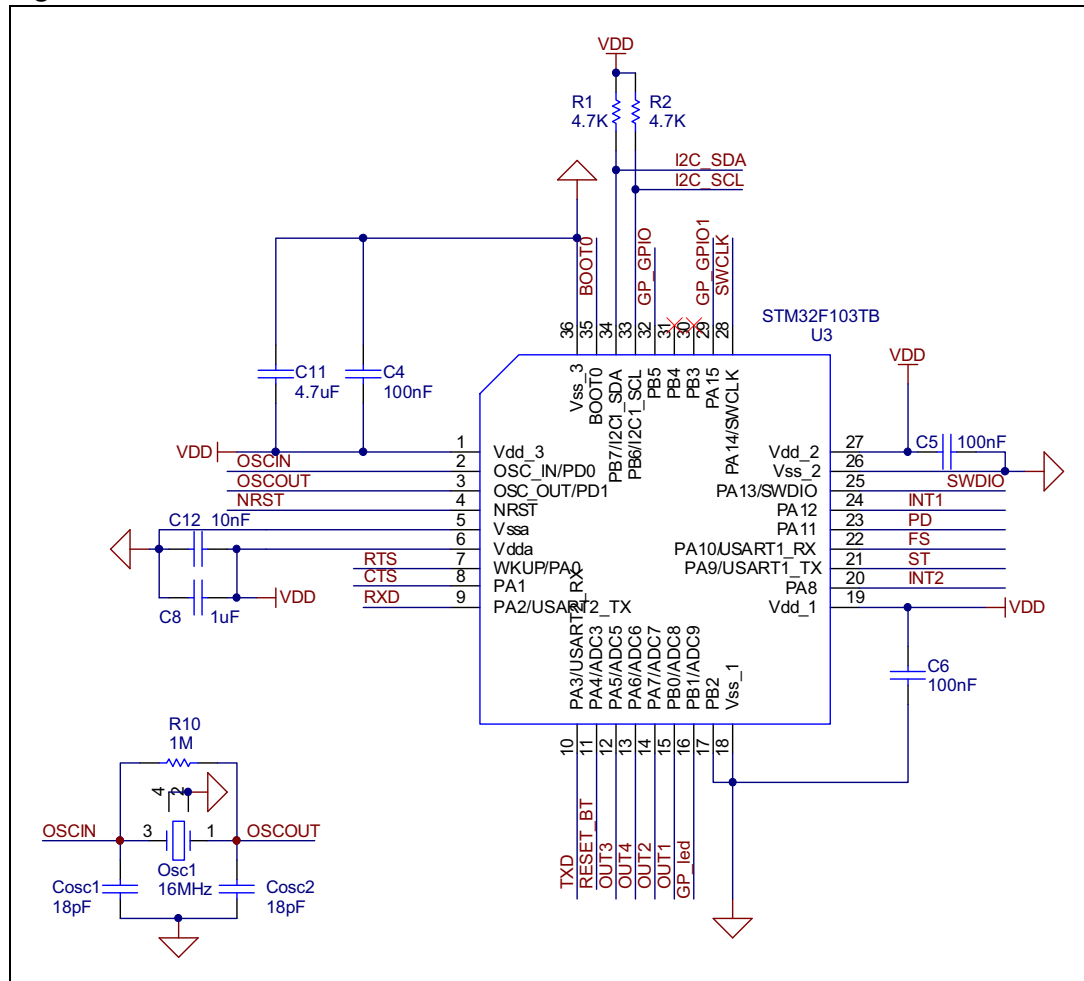 VDD
R1
4.7K
R2
4.7K
I2C_SDA
I2C_SCL
BOOT0
GP_GPIO
GP_GPIO1
SWCLK
STM32F103TB
U3
36
35
34
33
32
31
30
29
28
Vss_3
BOOT0
PB7/I2C1_SDA
PB6/I2C1_SCL
PB5
PB4
PB3
PA15
PA14/SWCLK
C11
4.7uF
C4
100nF
VDD
OSCIN
OSCOUT
NRST
C12 10nF
C8 1uF
VDD
RTS
CTS
RXD
1 Vdd_3
2 OSC_IN/PD0
3 OSC_OUT/PD1
4 NRST
5 Vssa
6 Vdda
7 WKUP/PA0
8 PA1
9 PA2/USART2_TX
VDD
C5 100nF
Vdd_2 27
Vss_2 26
PA13/SWDIO 25 SWDIO
PA12 24 INT1
PA11 23 PD
PA10/USART1_RX 22 FS
PA9/USART1_TX 21 ST
PA8 20 INT2
Vdd_1 19
VDD
C6
100nF
PA3/USART2_RX
PA4/ADC3
PA5/ADC5
PA6/ADC6
PA7/ADC7
PB0/ADC8
PB1/ADC9
PB2
Vss_1
10
11
12
13
14
15
16
17
18
TXD
RESET_BT
OUT3
OUT4
OUT2
OUT1
GP_led
R10
1M
4
2
OSCIN
3
1
OSCOUT
Osc1
16MHz
Cosc1
18pF
Cosc2
18pF